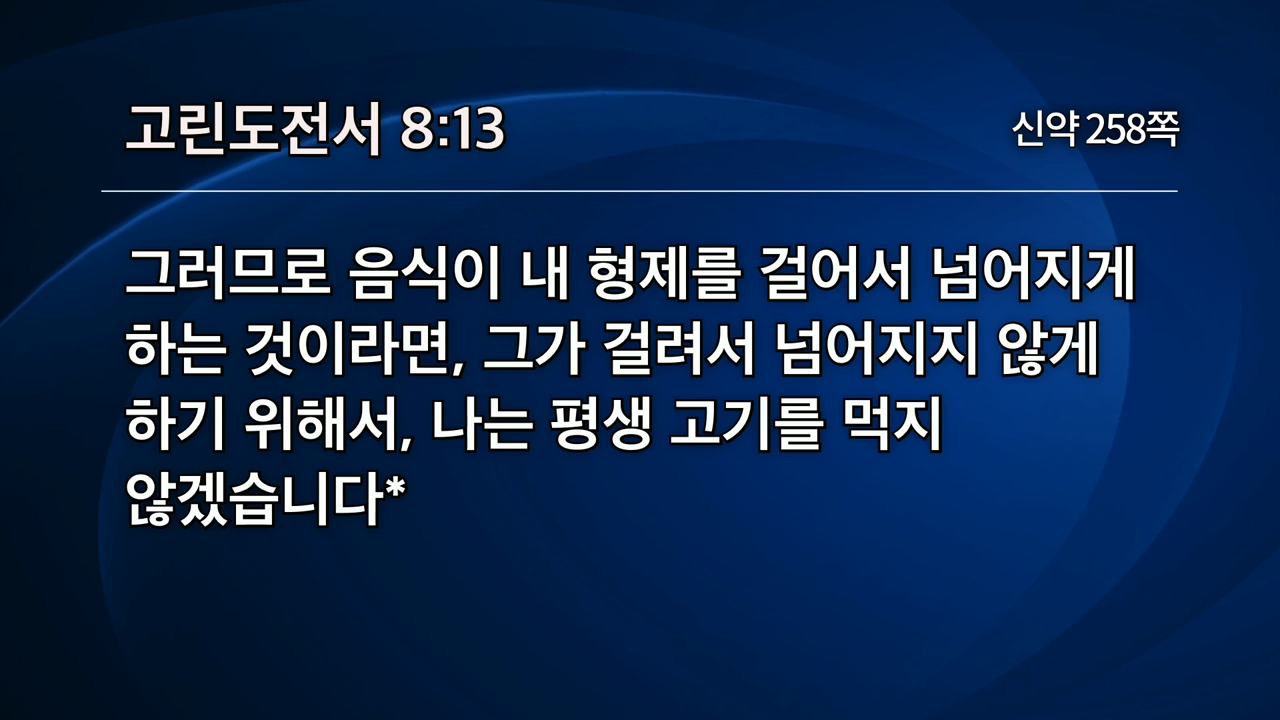 고린도전서 8:13
신약 258쪽
그러므로 음식이 내 형제를 걸어서 넘어지게
하는 것이라면, 그가 걸려서 넘어지지 않게
하기 위해서, 나는 평생 고기를 먹지
않겠습니다*